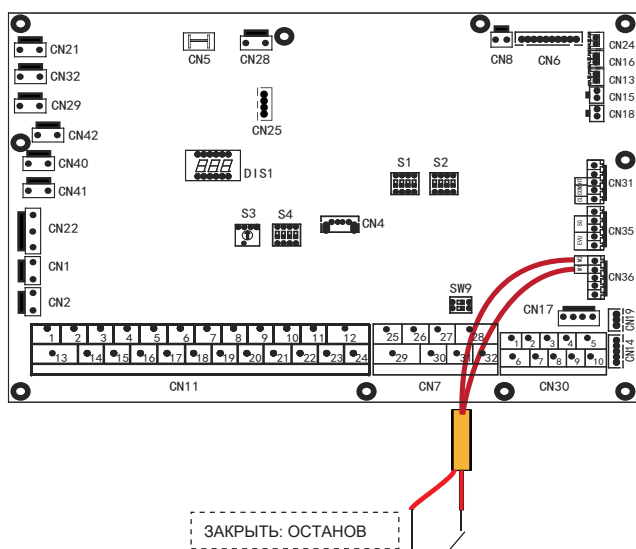 CN21
CN5
CN28
CN8
CN6
CN24
CN32
CN16
CN13
CN29
CN15
CN25
CN18
CN42
CN40
DIS1
S1
S2
CN41
CN31
CN22
S3
S4
CN4
SG
CN35
EVU
CN1
M1 M2
CN36
CN2
SW9
CN17
CN19
1 2 3 4 5 6 7 8 9 10 11 12
25 26 27 28
1 2 3 4 5
CN14
13 14 15 16 17 18 19 20 21 22 23 24
29 30 31 32
6 7 8 9 10
CN11
CN7
CN30
ЗАКРЫТЬ: ОСТАНОВ